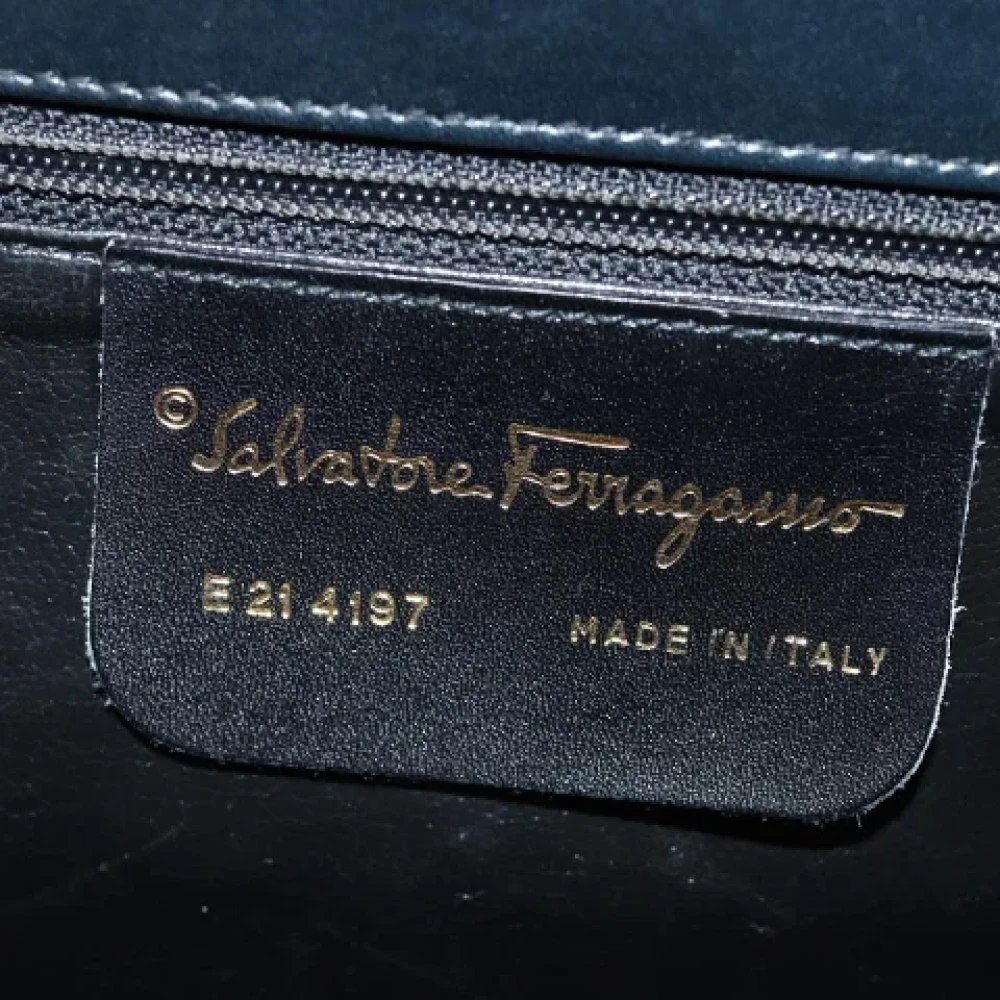 © Salvatore Ferragamo
E 21 4197 MADE IN ITALY